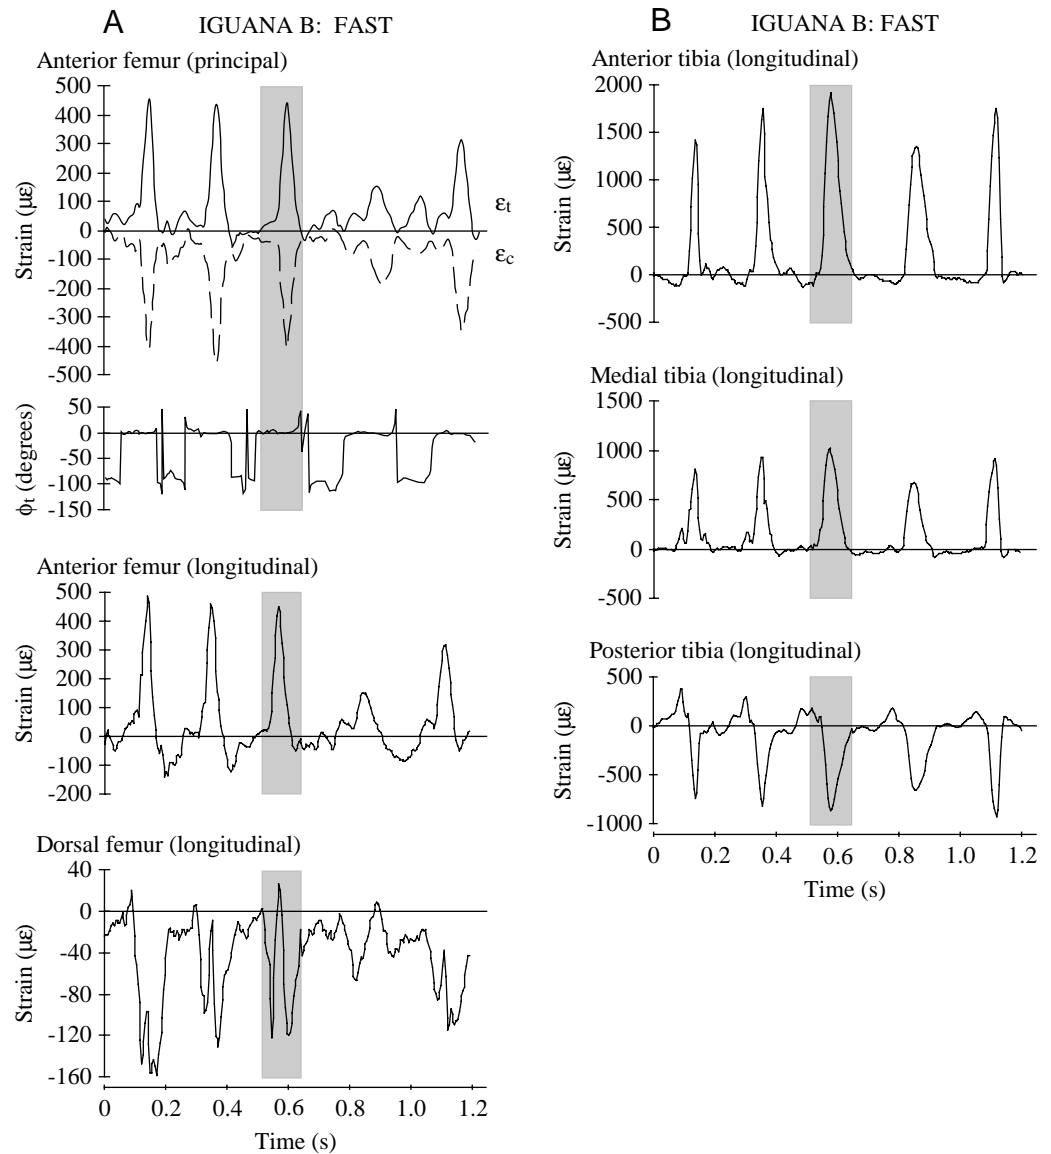 A
IGUANA B: FAST
Anterior femur (principal)
500
400
300
200
100
0
-100
-200
-300
-400
-500
Strain (µε)
εt
εc
50
0
-50
-100
-150
ϕt (degrees)
Anterior femur (longitudinal)
500
400
300
200
100
0
-100
-200
Strain (µε)
Dorsal femur (longitudinal)
40
0
-40
-80
-120
-160
Strain (µε)
0 0.2 0.4 0.6 0.8 1.0 1.2
Time (s)
B
IGUANA B: FAST
Anterior tibia (longitudinal)
2000
1500
1000
500
0
-500
Strain (µε)
Medial tibia (longitudinal)
1500
1000
500
0
-500
Strain (µε)
Posterior tibia (longitudinal)
500
0
-500
-1000
Strain (µε)
0 0.2 0.4 0.6 0.8 1.0 1.2
Time (s)